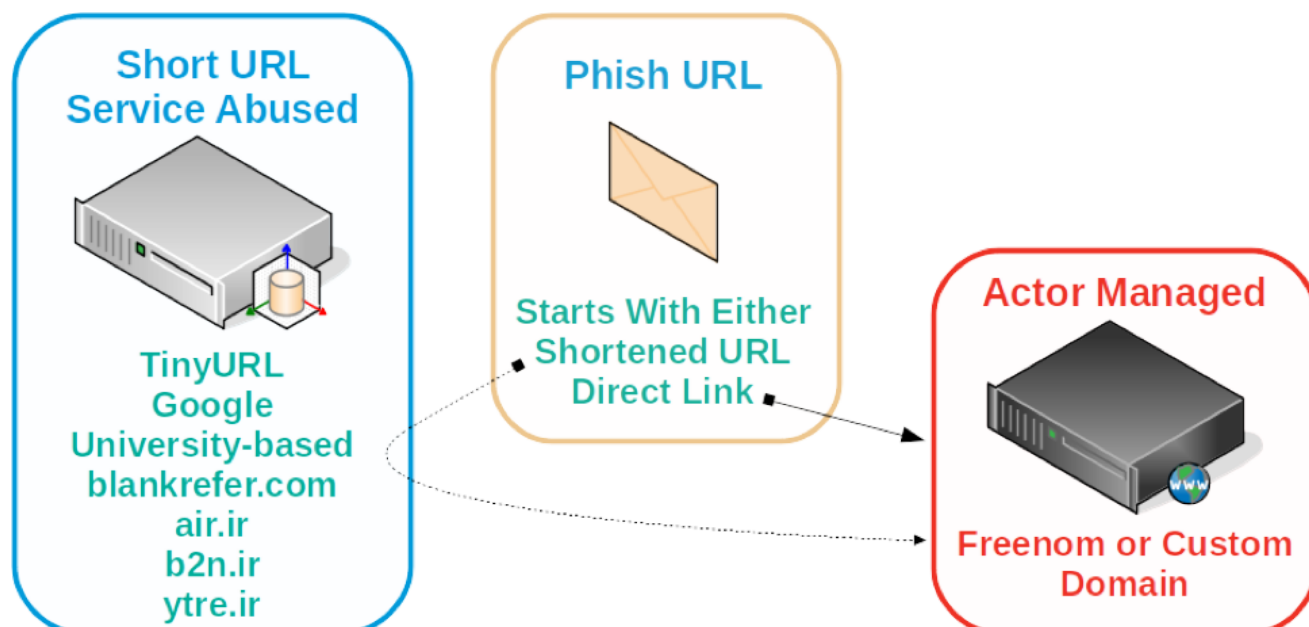 Short URL
Service Abused
TinyURL
Google
University-based
blankrefer.com
air.ir
b2n.ir
ytre.ir
Phish URL
Starts With Either
Shortened URL
Direct Link
Actor Managed
www
Freenom or Custom
Domain